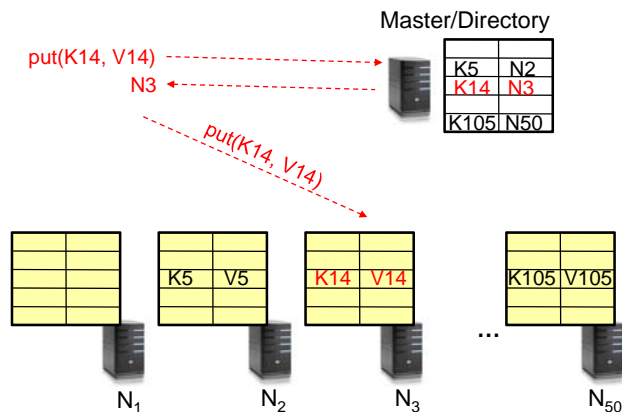 Master/Directory
put(K14, V14)
N3
K5 N2
K14 N3
K105 N50
put(K14, V14)
K5 V5
K14 V14
K105 V105
...
N1
N2
N3
N50